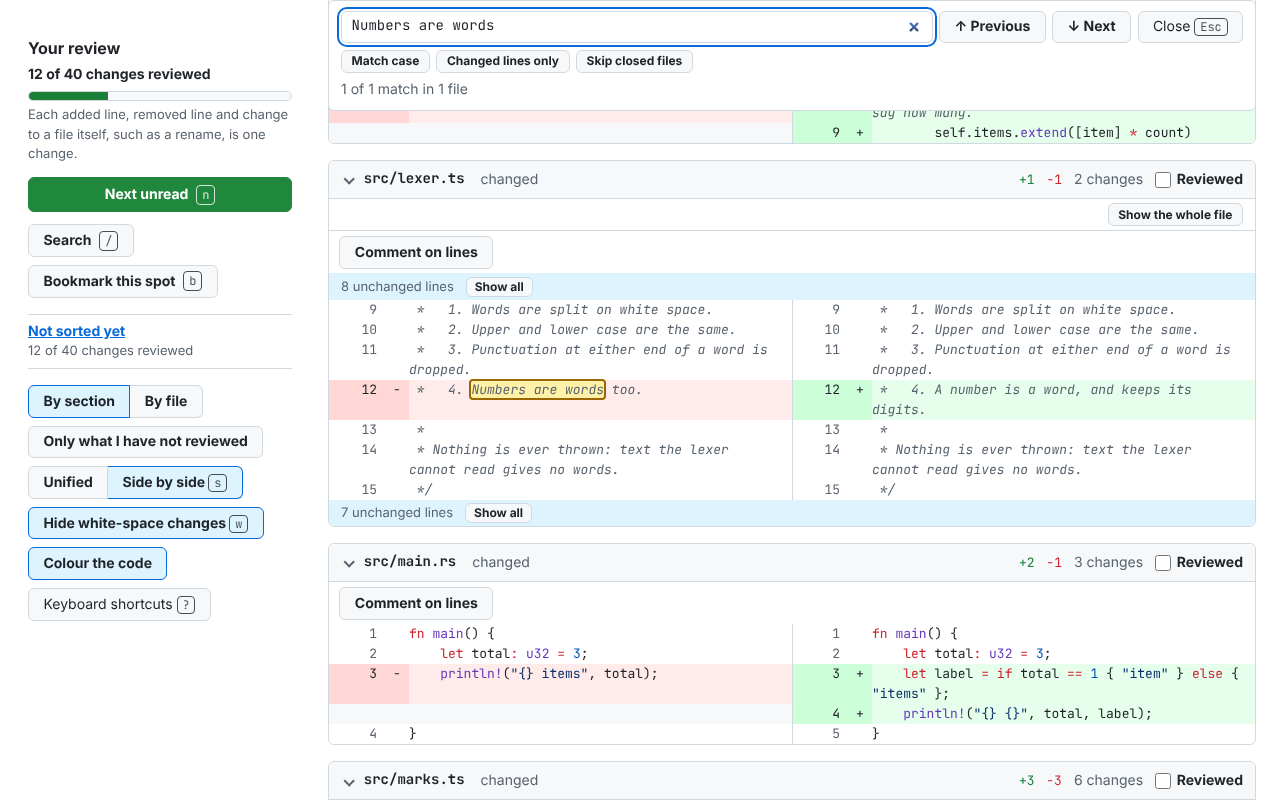 Your review
12 of 40 changes reviewed
Each added line, removed line and change
to a file itself, such as a rename, is one
change.
Next unread n
Search /
Bookmark this spot b
Not sorted yet
12 of 40 changes reviewed
By section By file
Only what I have not reviewed
Unified Side by side s
Hide white-space changes w
Colour the code
Keyboard shortcuts ?
Numbers are words × ↑ Previous ↓ Next Close Esc
Match case Changed lines only Skip closed files
1 of 1 match in 1 file
say how many.
9 + self.items.extend([item] * count)
src/lexer.ts changed +1 -1 2 changes Reviewed
Show the whole file
Comment on lines
8 unchanged lines Show all
9 * 1. Words are split on white space. 9 * 1. Words are split on white space.
10 * 2. Upper and lower case are the same. 10 * 2. Upper and lower case are the same.
11 * 3. Punctuation at either end of a word is 11 * 3. Punctuation at either end of a word is
dropped. dropped.
12 - * 4. Numbers are words too. 12 + * 4. A number is a word, and keeps its
digits.
13 * 13 *
14 * Nothing is ever thrown: text the lexer 14 * Nothing is ever thrown: text the lexer
cannot read gives no words. cannot read gives no words.
15 */ 15 */
7 unchanged lines Show all
src/main.rs changed +2 -1 3 changes Reviewed
Comment on lines
1 fn main() { 1 fn main() {
2 let total: u32 = 3; 2 let total: u32 = 3;
3 - println!("{} items", total); 3 + let label = if total == 1 { "item" } else {
"items" };
4 + println!("{} {}", total, label);
4 } 5 }
src/marks.ts changed +3 -3 6 changes Reviewed